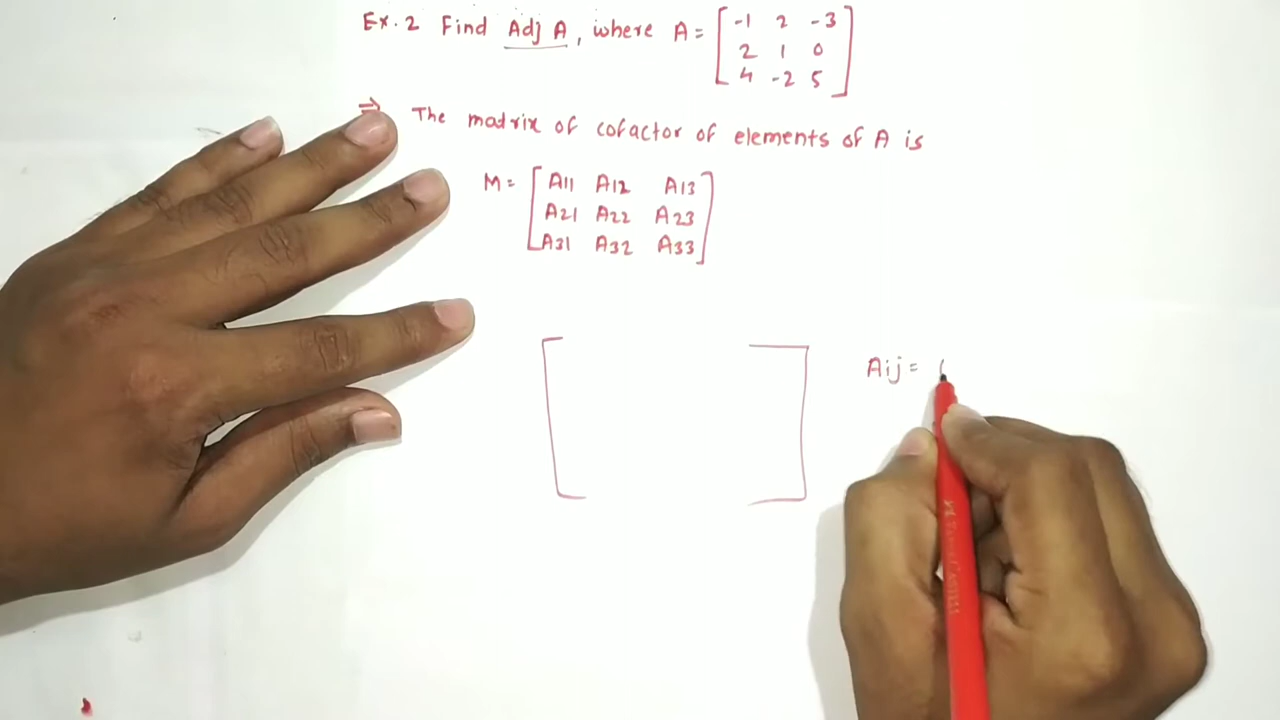 Ex. 2 Find Adj A, where A = [ -1 2 -3
2 1 0
4 -2 5 ]
⇒ The matrix of cofactor of elements of A is
M = [ A11 A12 A13
A21 A22 A23
A31 A32 A33 ]
[ ] Aij = (